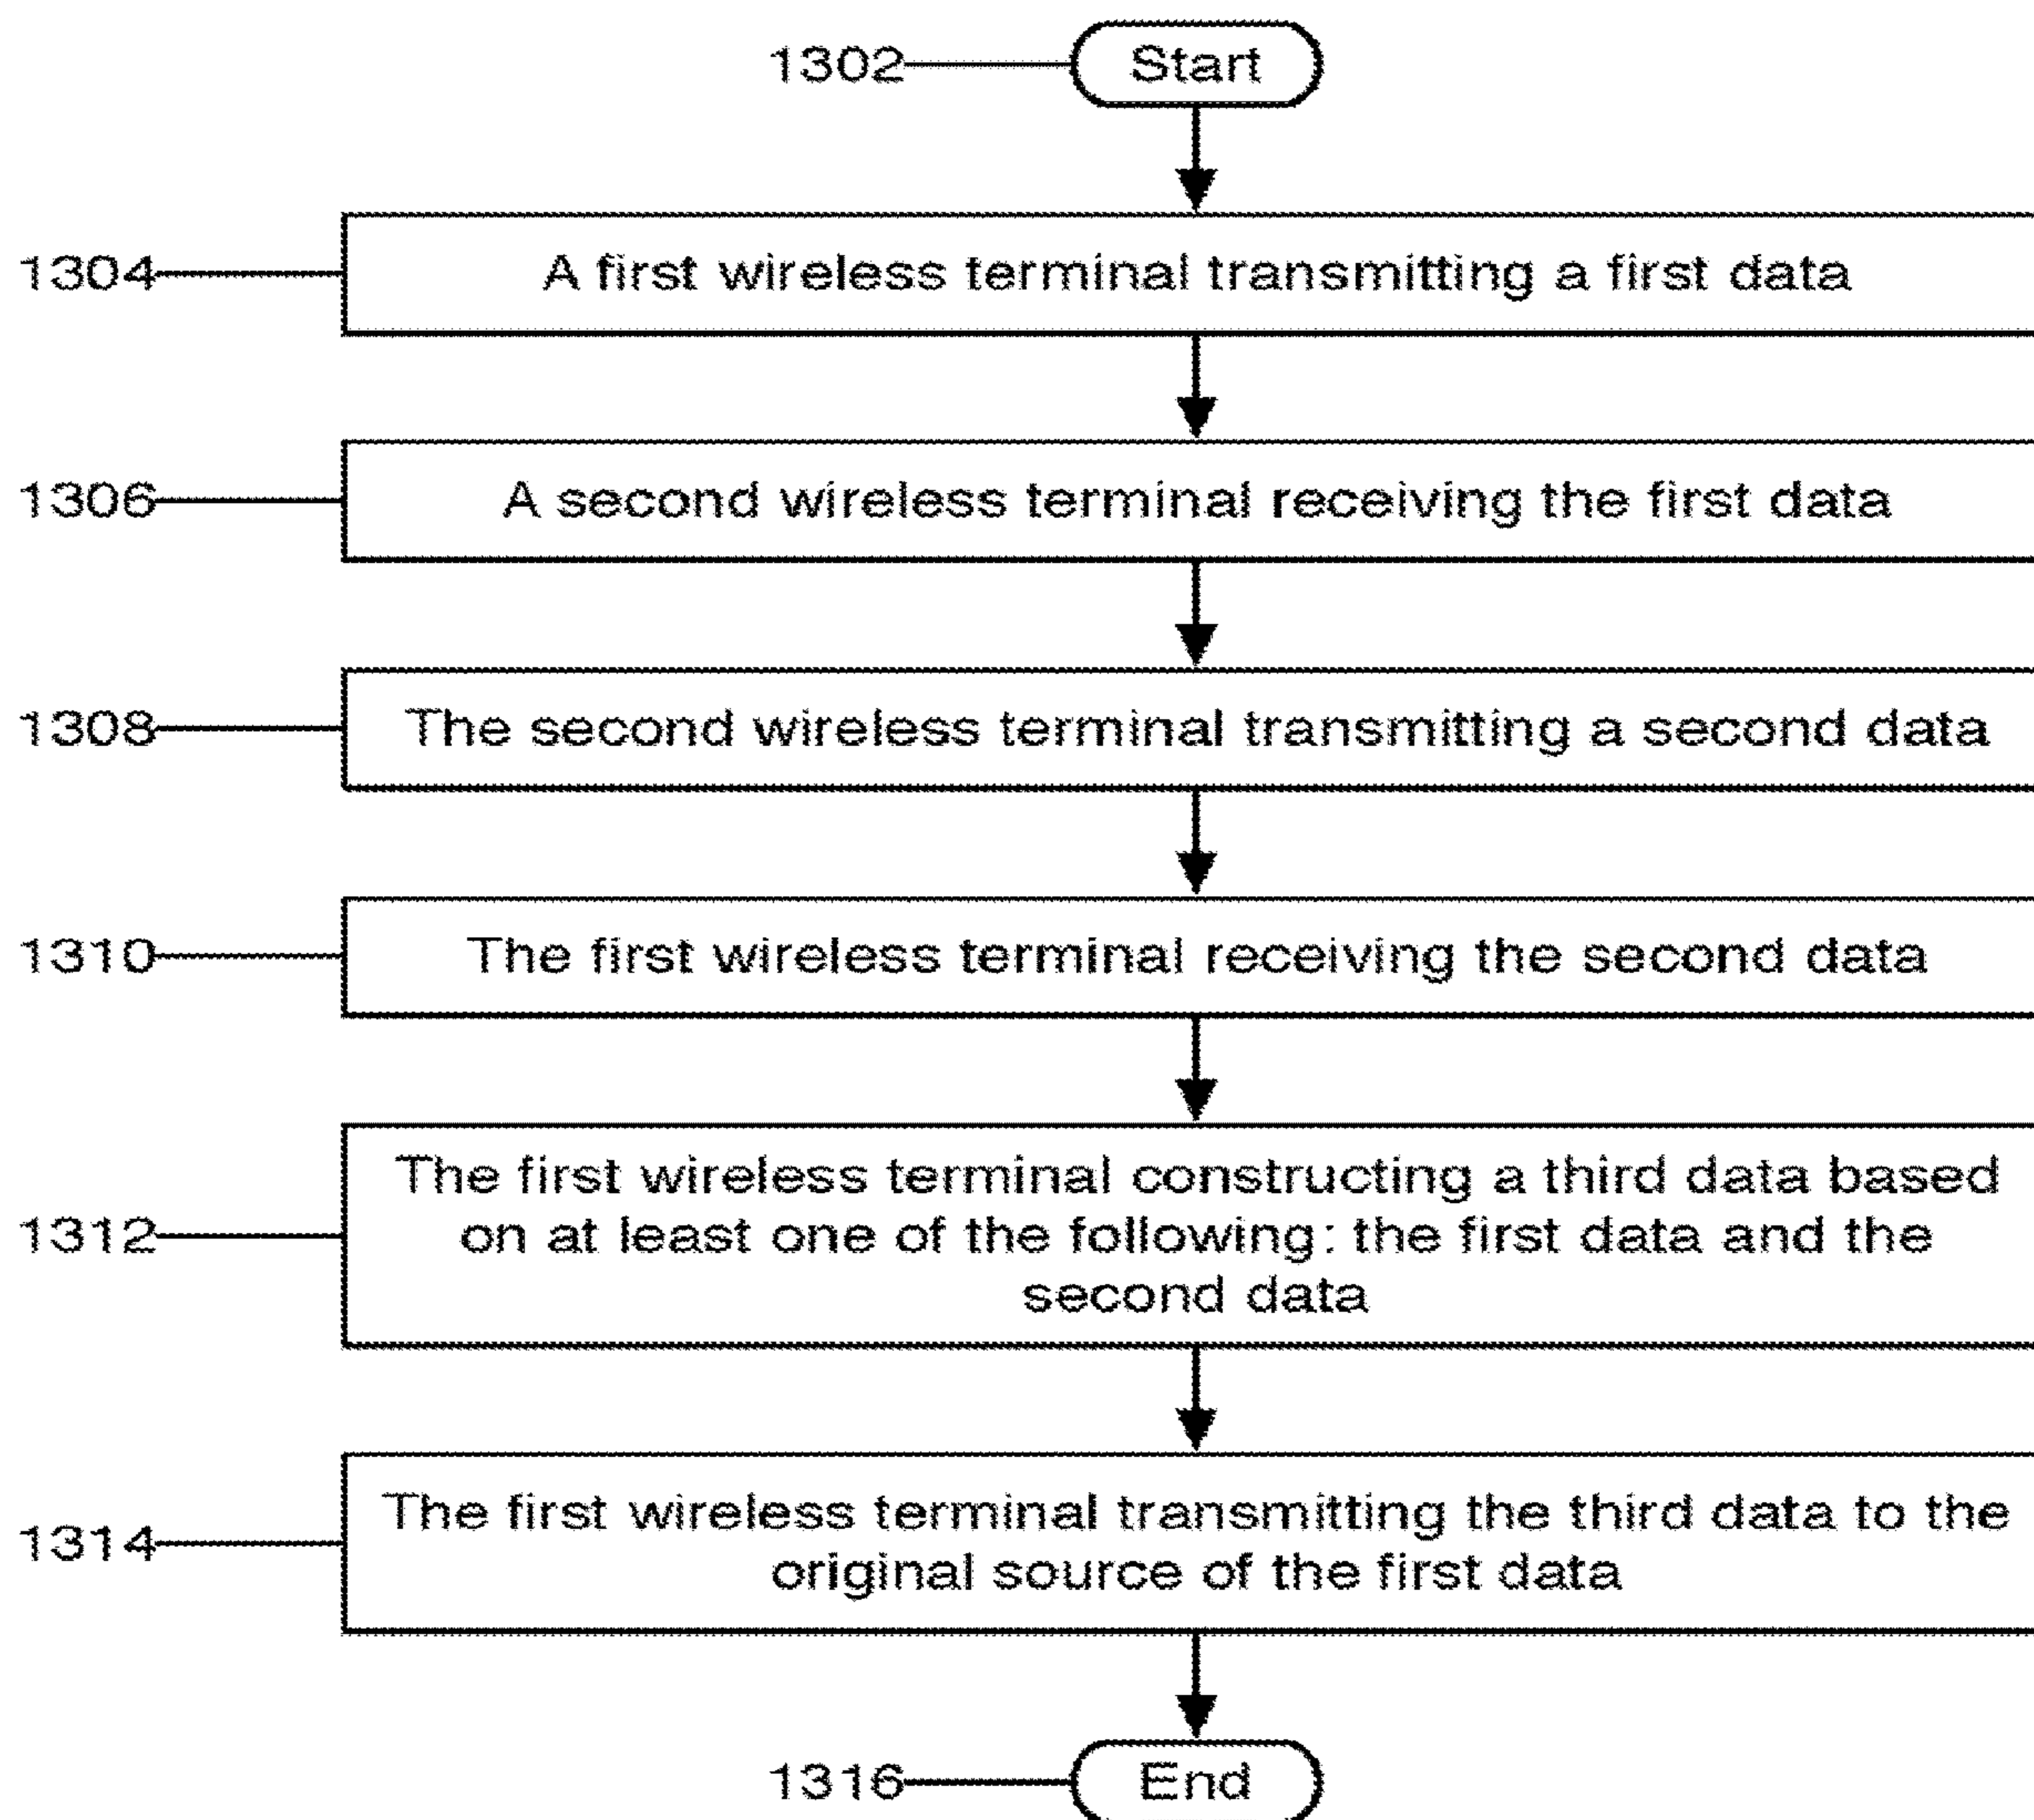 1302 Start
1304 A first wireless terminal transmitting a first data
1306 A second wireless terminal receiving the first data
1308 The second wireless terminal transmitting a second data
1310 The first wireless terminal receiving the second data
The first wireless terminal constructing a third data based
1312 on at least one of the following: the first data and the
second data
The first wireless terminal transmitting the third data to the
1314 original source of the first data
1316 End